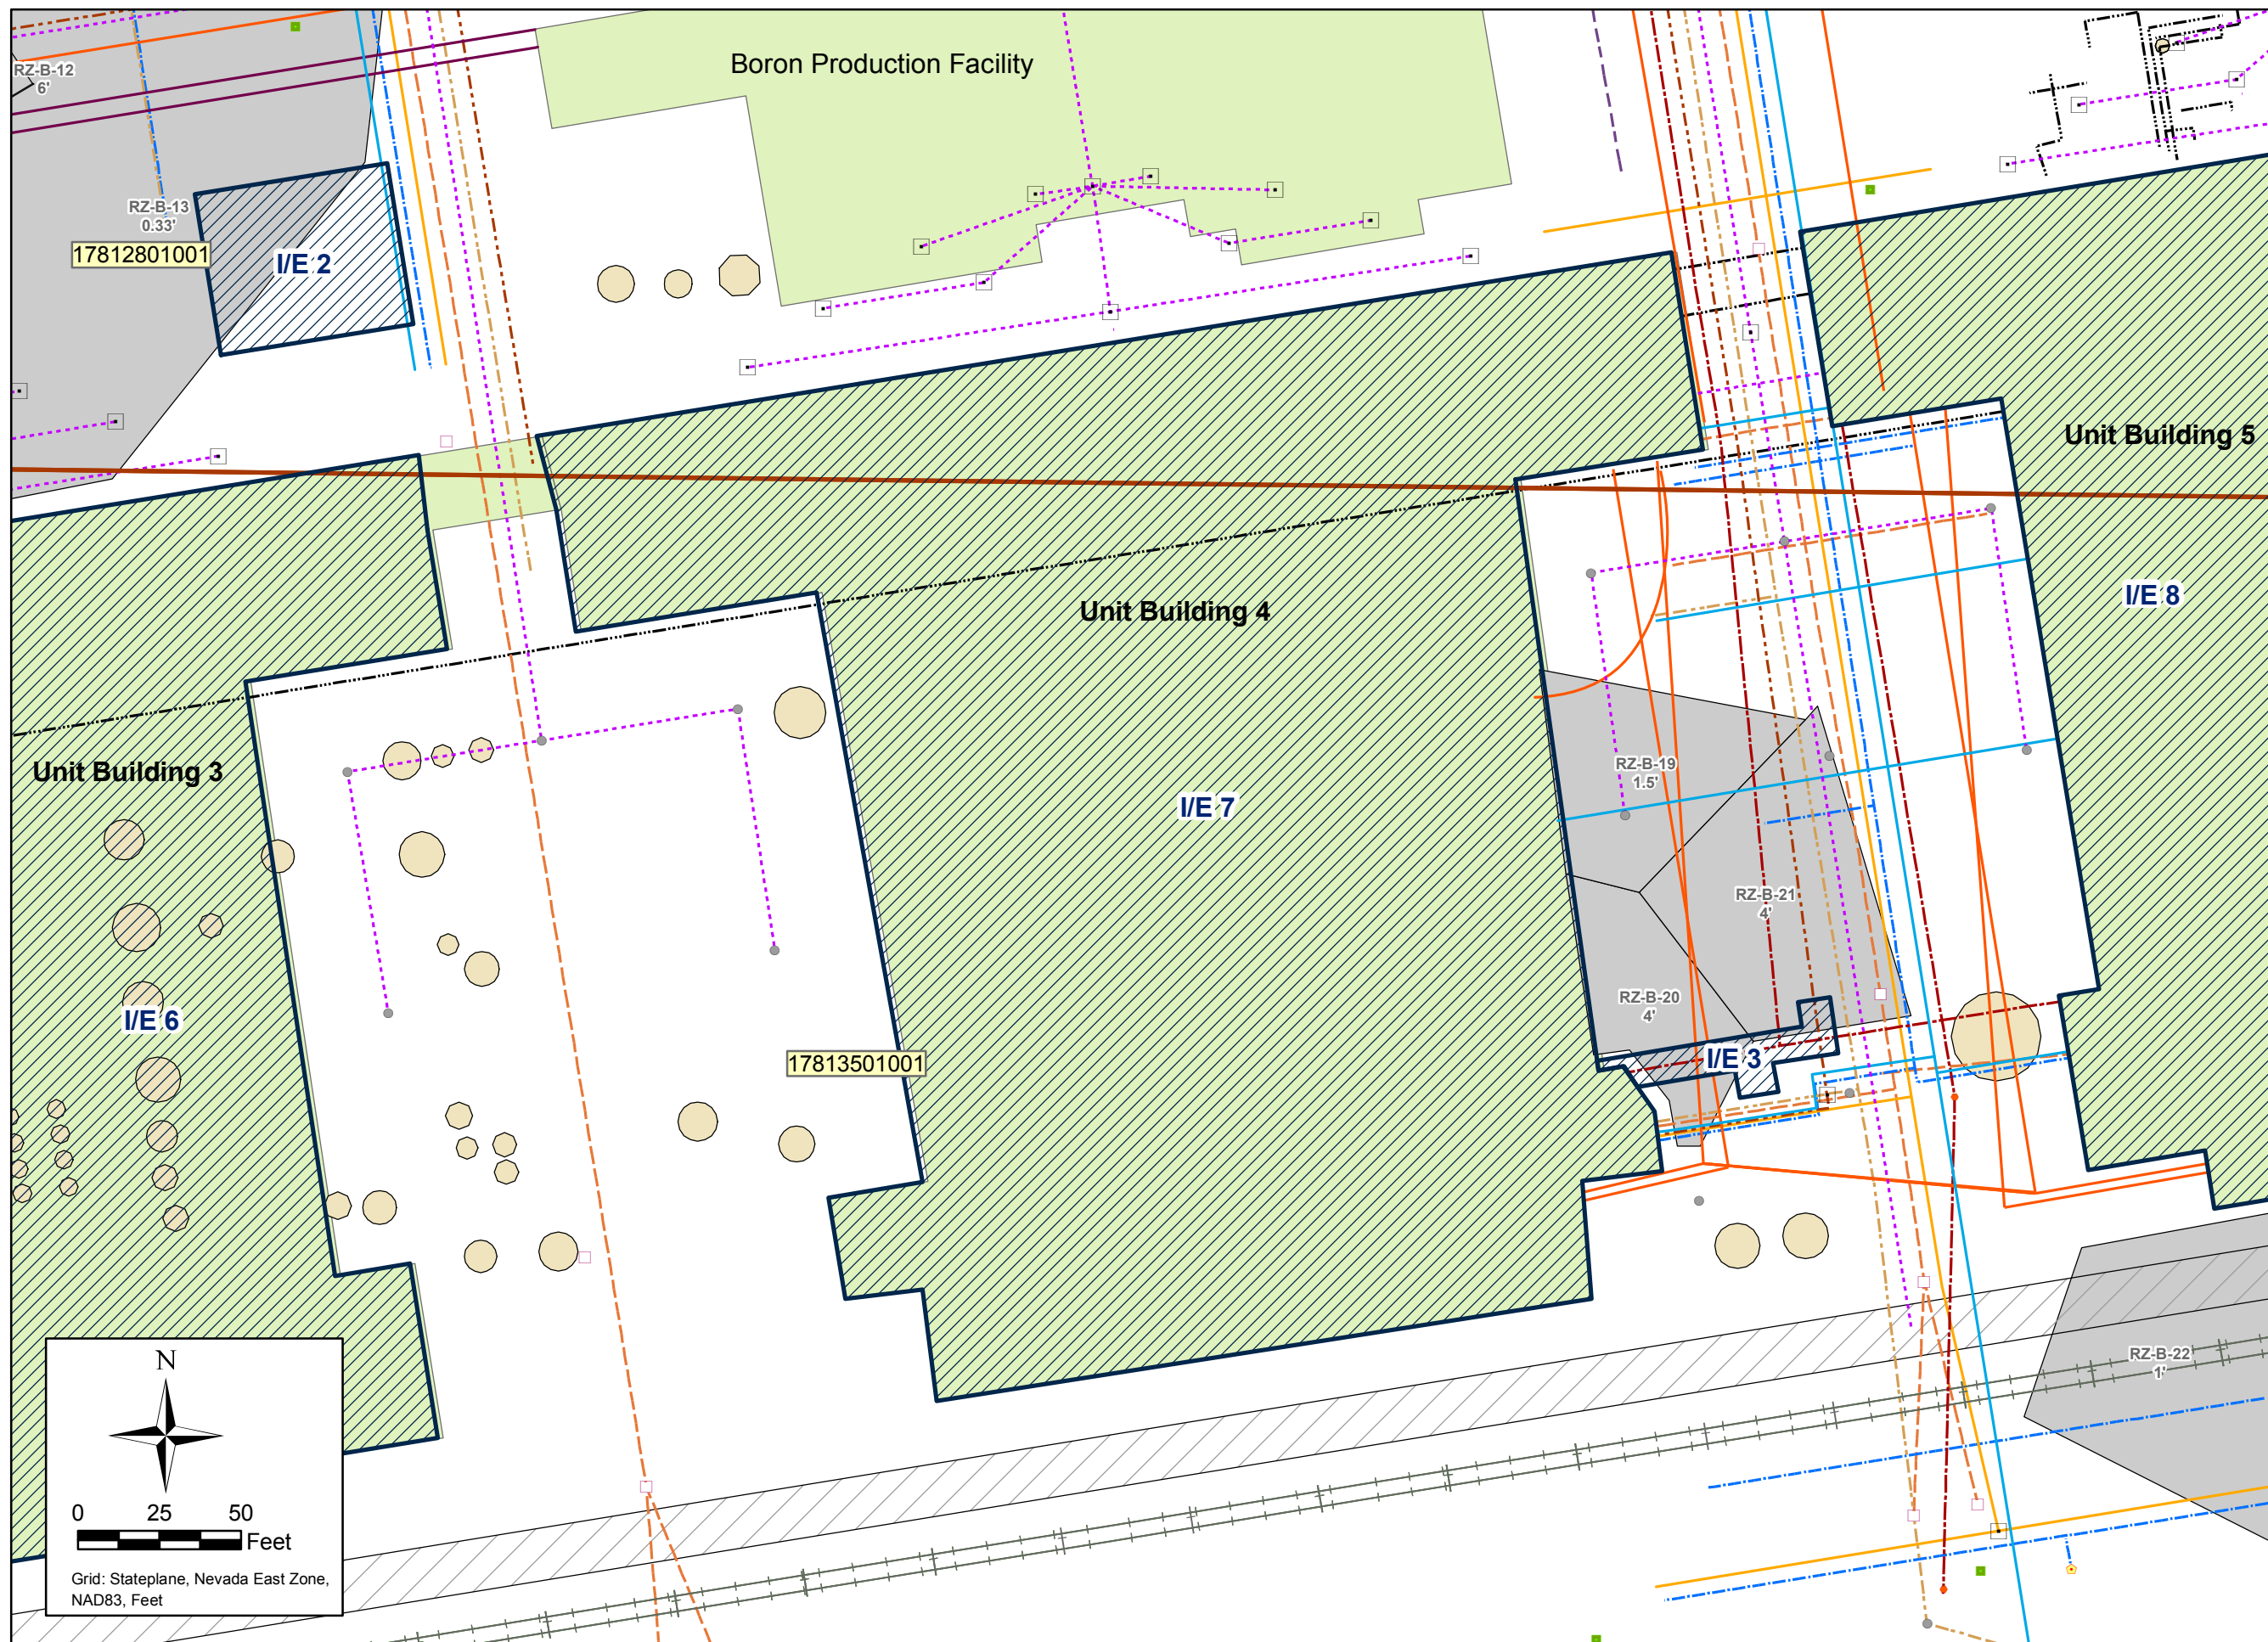 Boron Production Facility
RZ-B-12
6'
RZ-B-13
0.33'
17812801001
I/E 2
Unit Building 5
I/E 8
Unit Building 4
Unit Building 3
RZ-B-19
1.5'
I/E 7
RZ-B-21
4'
RZ-B-20
4'
I/E 6
17813501001
I/E 3
RZ-B-22
1'
N
0 25 50
Feet
Grid: Stateplane, Nevada East Zone,
NAD83, Feet